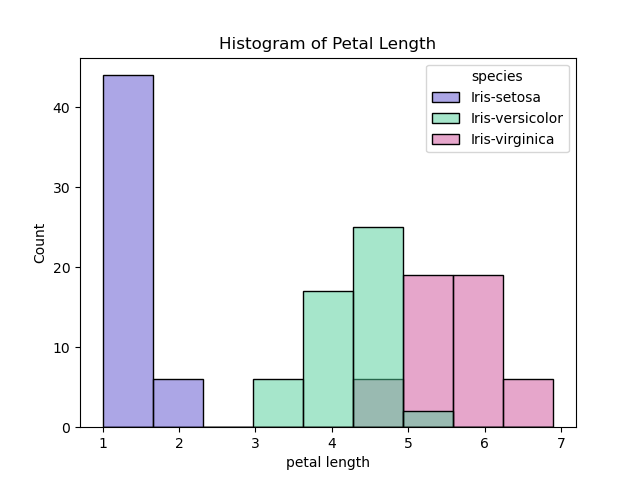 Histogram of Petal Length
species
Iris-setosa
Iris-versicolor
Iris-virginica
40
30
20
10
0
Count
1 2 3 4 5 6 7
petal length